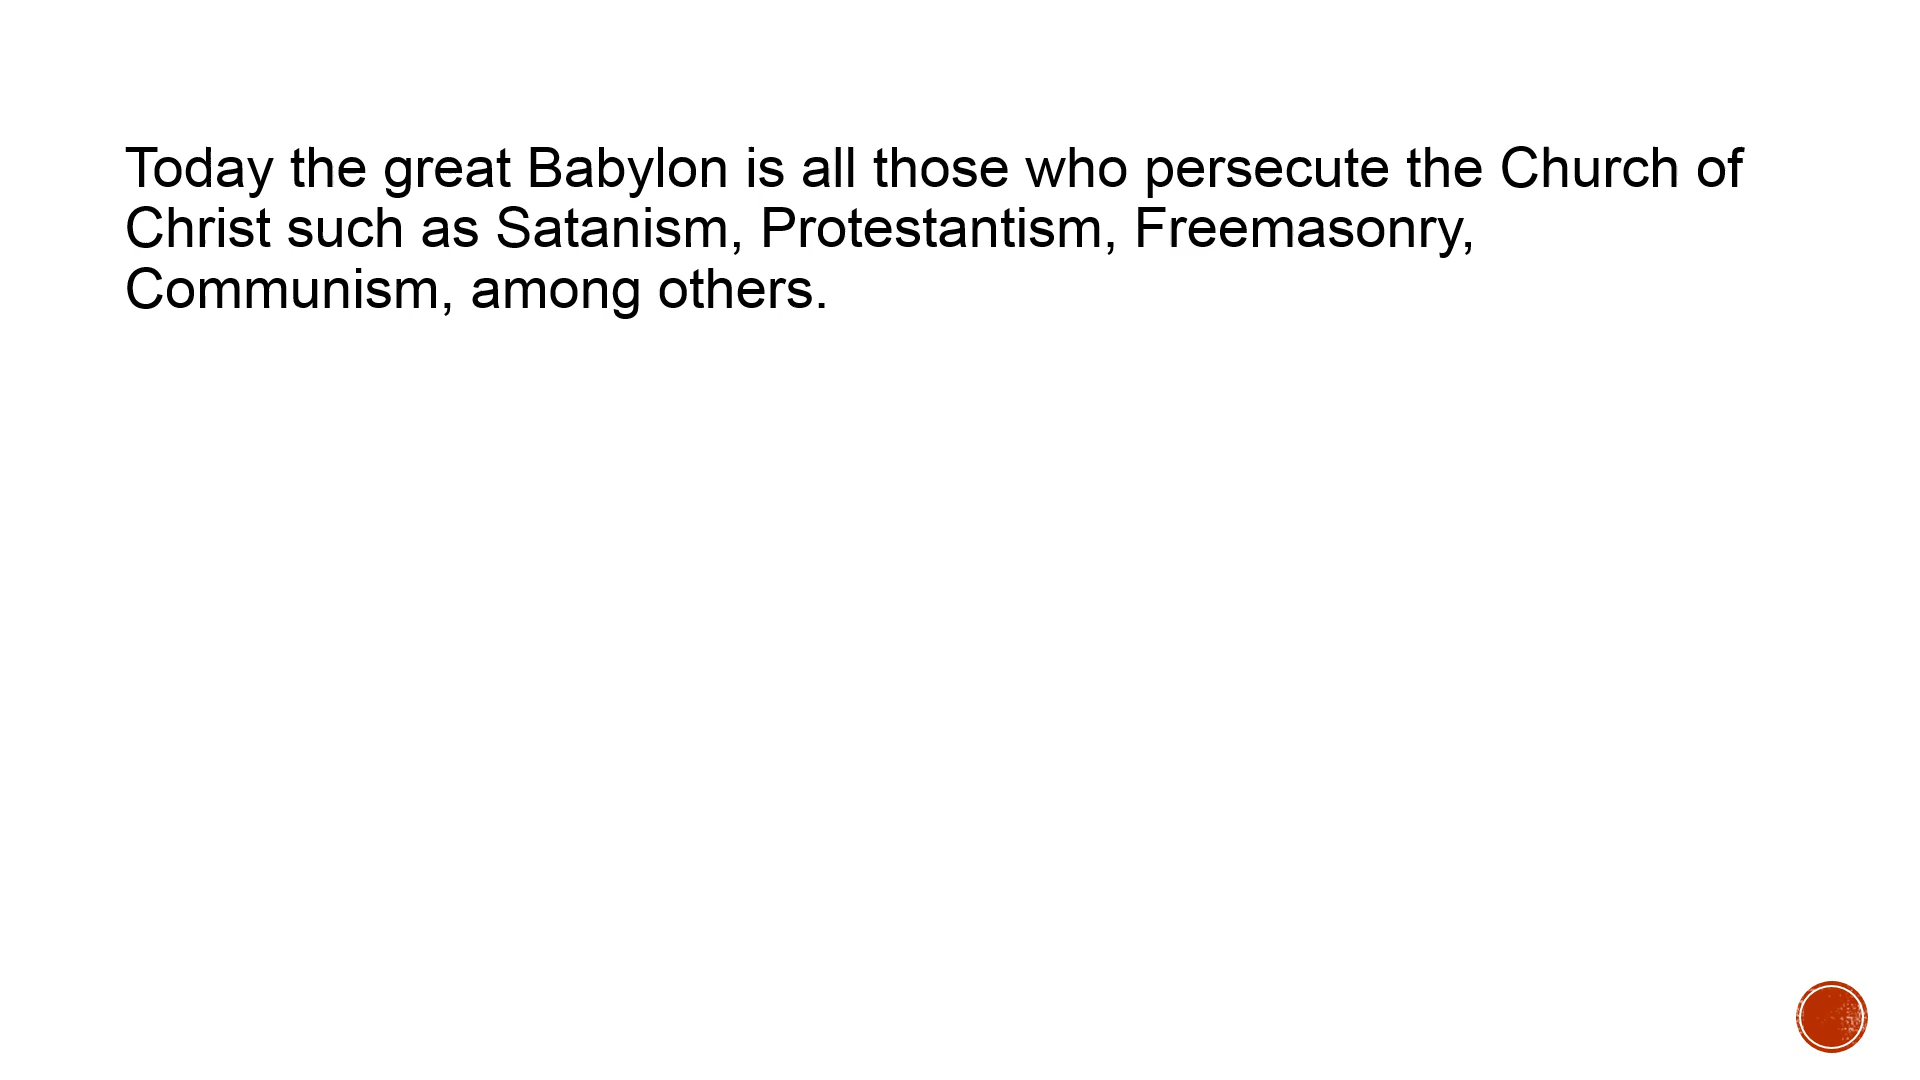 Today the great Babylon is all those who persecute the Church of
Christ such as Satanism, Protestantism, Freemasonry,
Communism, among others.